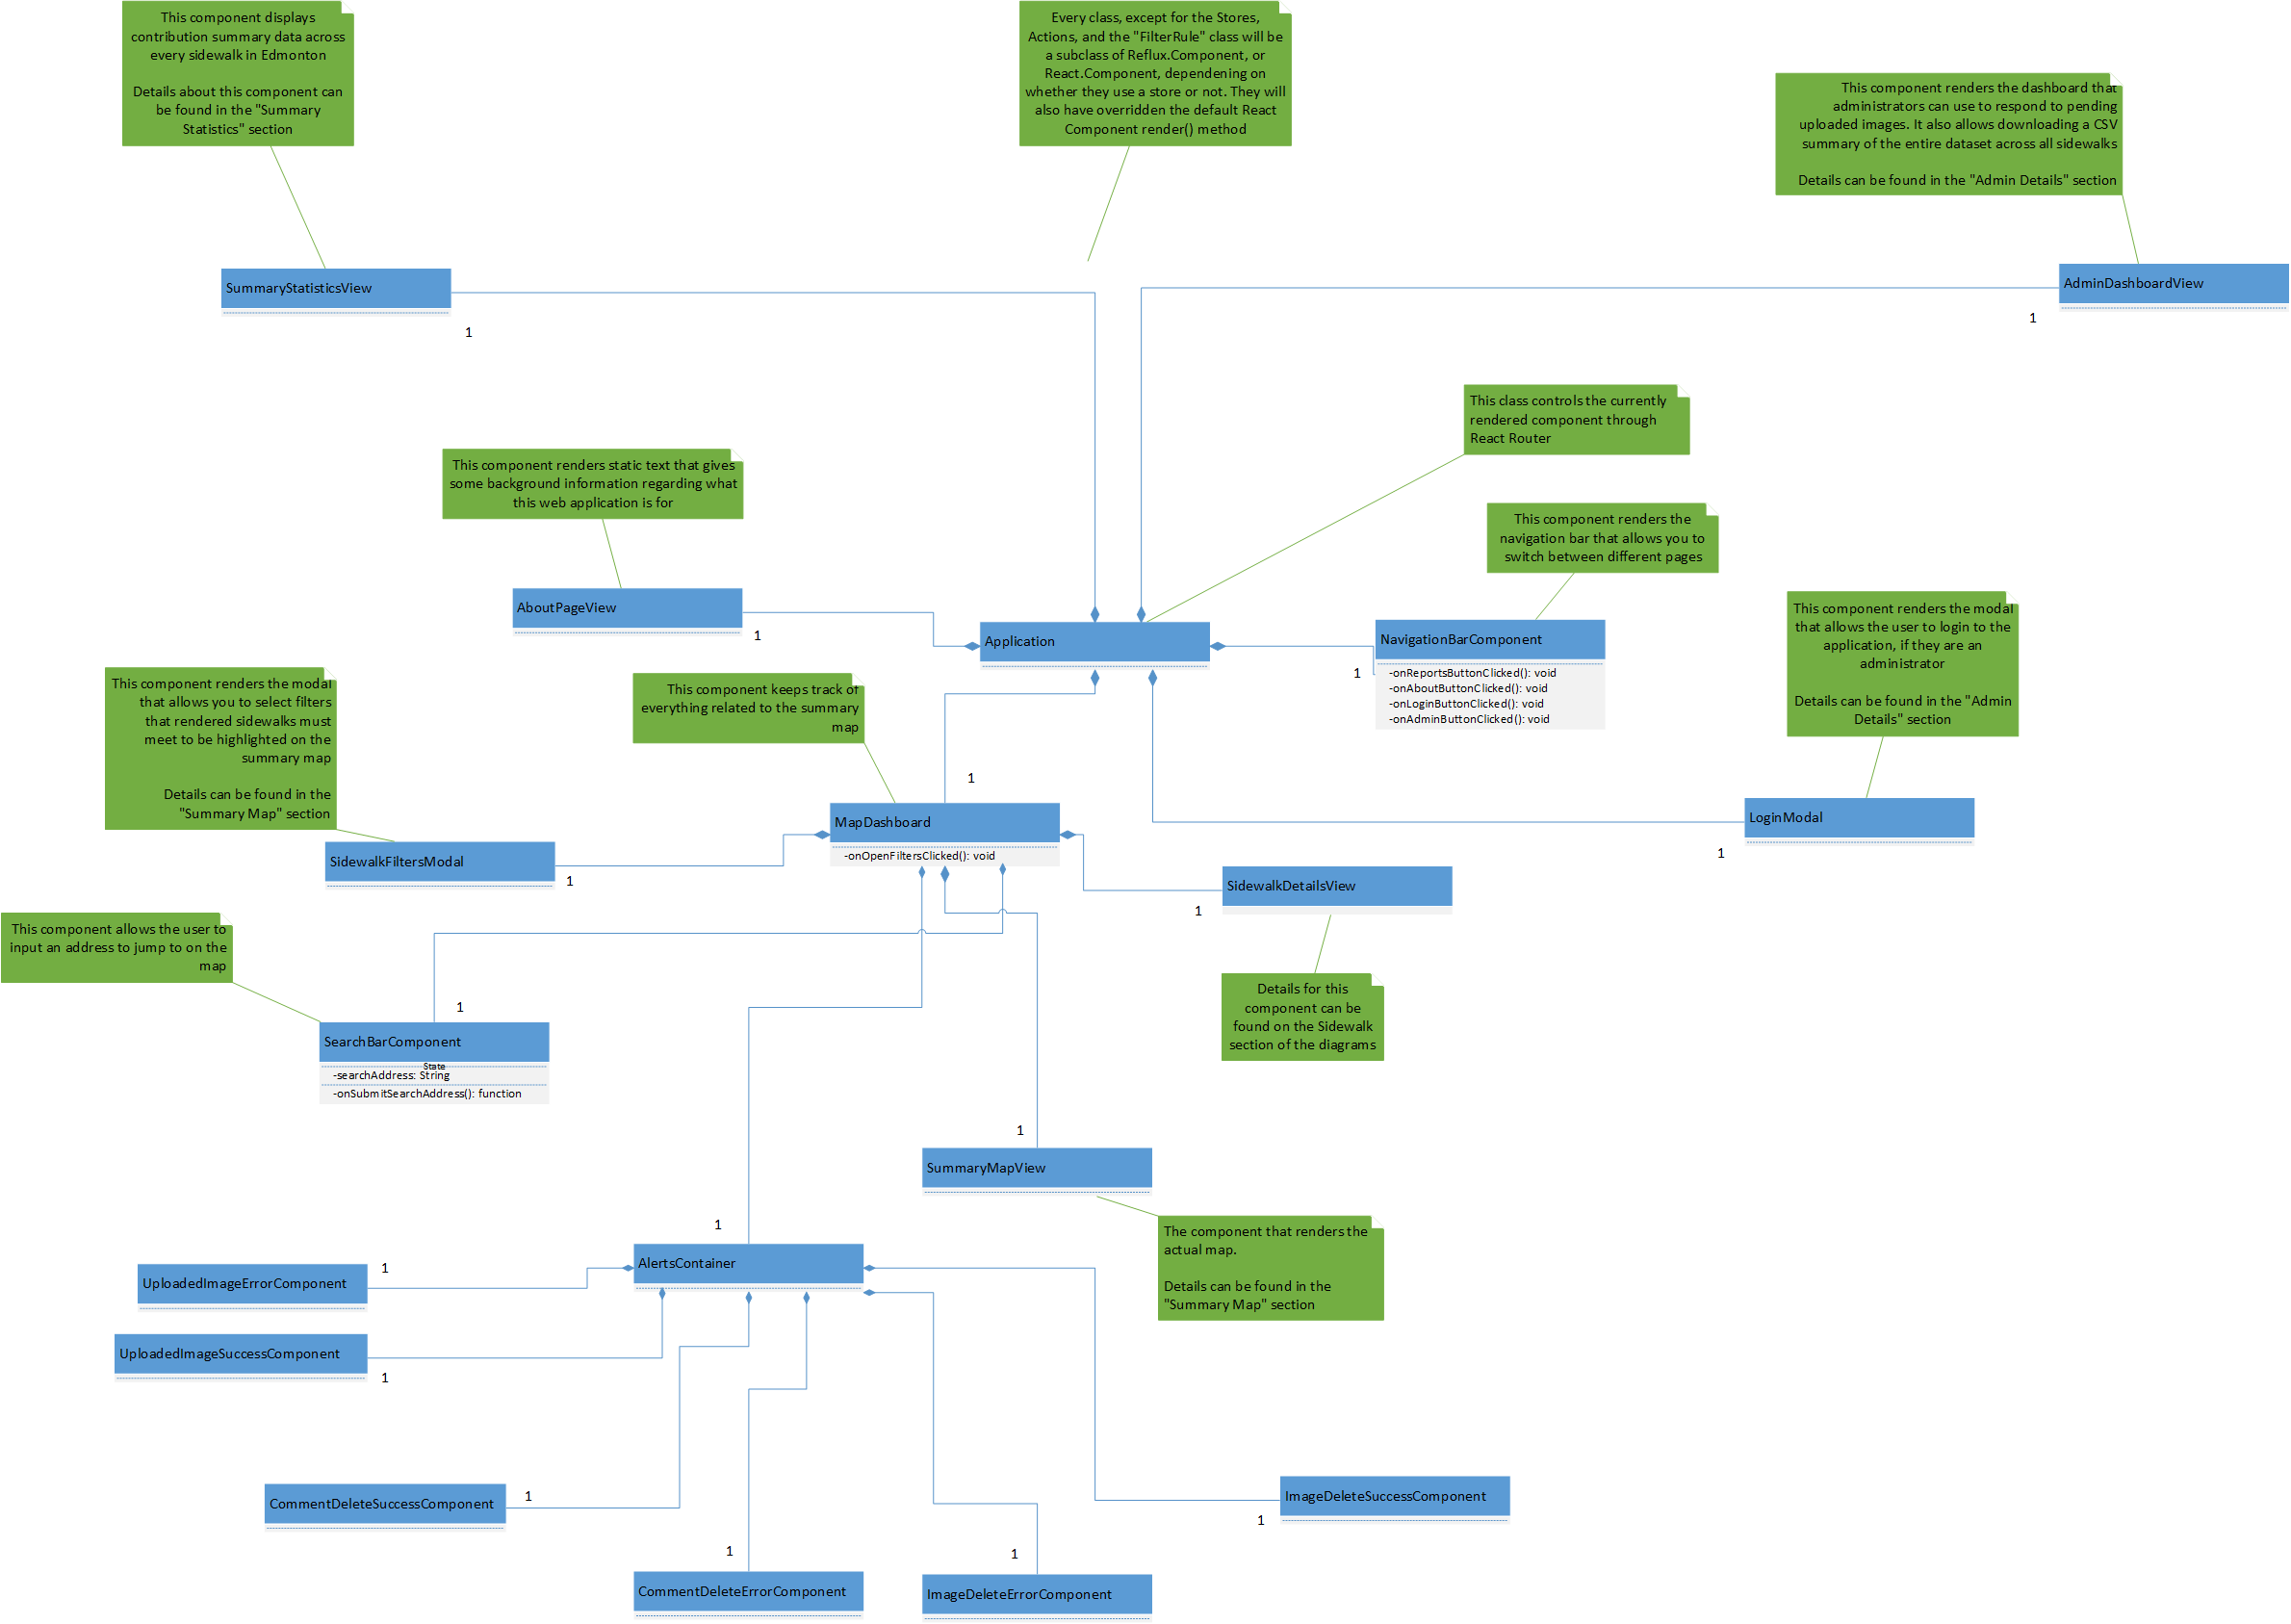 This component displays
contribution summary data across
every sidewalk in Edmonton
Details about this component can
be found in the "Summary
Statistics" section
Every class, except for the Stores,
Actions, and the "FilterRule" class will be
a subclass of Reflux.Component, or
React.Component, dependening on
whether they use a store or not. They will
also have overridden the default React
Component render() method
This component renders the dashboard that
administrators can use to respond to pending
uploaded images. It also allows downloading a CSV
summary of the entire dataset across all sidewalks
Details can be found in the "Admin Details" section
SummaryStatisticsView
1
AdminDashboardView
1
This class controls the currently
rendered component through
React Router
This component renders static text that gives
some background information regarding what
this web application is for
This component renders the
navigation bar that allows you to
switch between different pages
AboutPageView
1
Application
NavigationBarComponent
1
-onReportsButtonClicked(): void
-onAboutButtonClicked(): void
-onLoginButtonClicked(): void
-onAdminButtonClicked(): void
This component renders the modal
that allows the user to login to the
application, if they are an
administrator
Details can be found in the "Admin
Details" section
This component renders the modal
that allows you to select filters
that rendered sidewalks must
meet to be highlighted on the
summary map
Details can be found in the
"Summary Map" section
This component keeps track of
everything related to the summary
map
1
MapDashboard
-onOpenFiltersClicked(): void
LoginModal
1
SidewalkFiltersModal
1
SidewalkDetailsView
1
This component allows the user to
input an address to jump to on the
map
Details for this
component can be
found on the Sidewalk
section of the diagrams
1
SearchBarComponent
State
-searchAddress: String
-onSubmitSearchAddress(): function
1
SummaryMapView
The component that renders the
actual map.
Details can be found in the
"Summary Map" section
1
AlertsContainer
UploadedImageErrorComponent
1
UploadedImageSuccessComponent
1
CommentDeleteSuccessComponent
1
ImageDeleteSuccessComponent
1
1
CommentDeleteErrorComponent
1
ImageDeleteErrorComponent